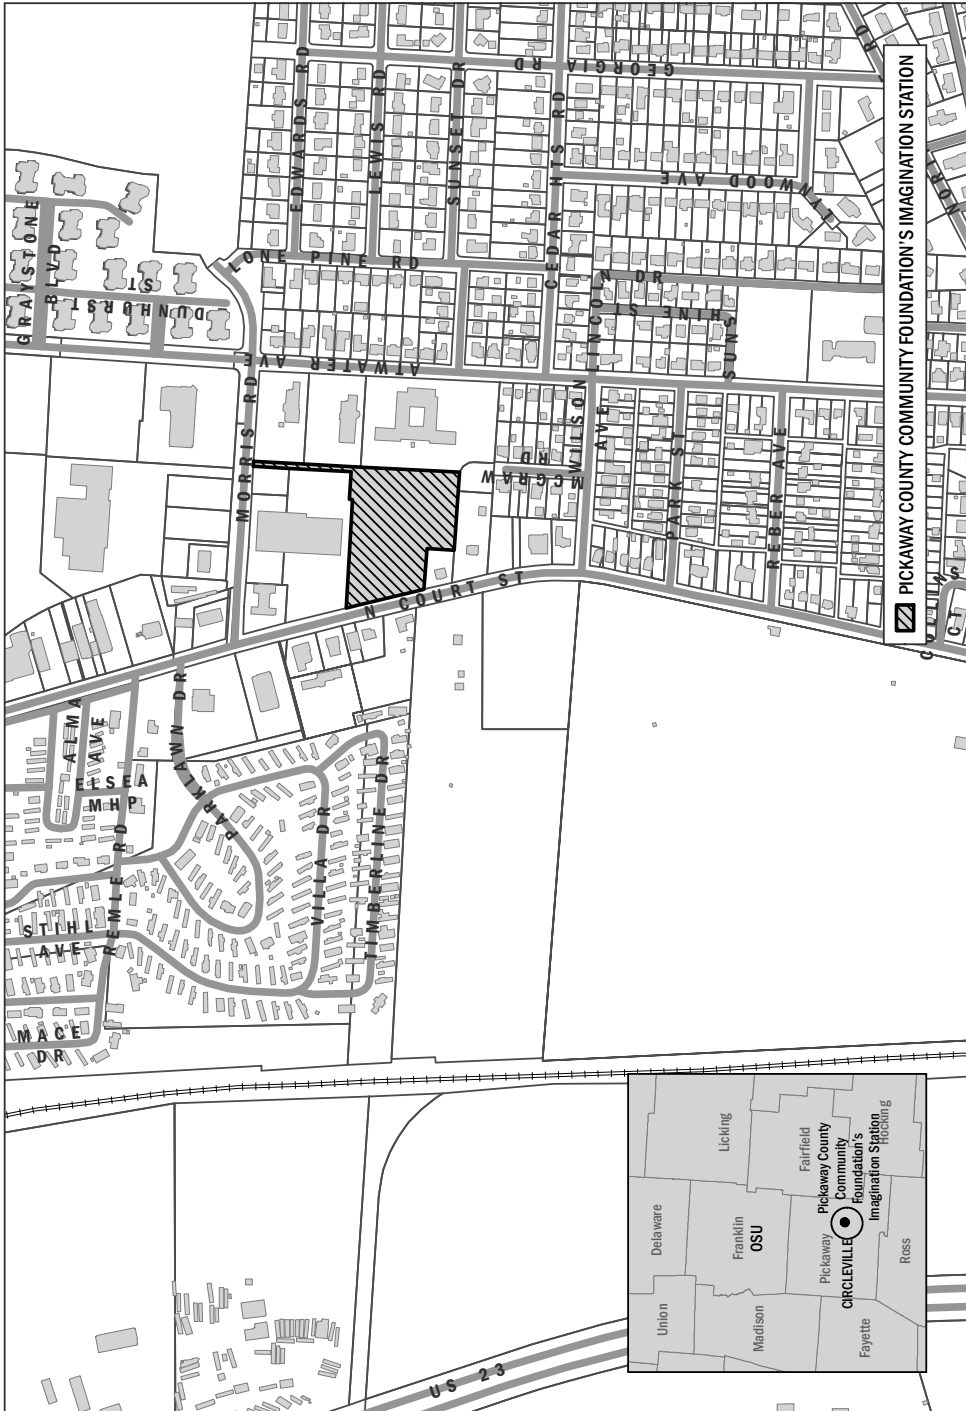 US 23
MACE
DR
STIHL
AVE
REMLE RD
ELSEA
MHP
ALMA
AVE
PARKLAWN DR
VILLA DR
TIMBERLINE DR
N COURT ST
MORRIS RD
GRAYSTONE
BLVD
DUNHURST
ST
ATWATER AVE
LONE PINE RD
EDWARDS RD
LEWIS RD
SUNSET DR
CEDAR HTS RD
GEORGIA RD
LYNWOOD AVE
LINCOLN DR
SUNSHINE ST
MCGRAW
RD
WILSON
AVE
PARK ST
REBER AVE
COLLINS
CT
RD
PICKAWAY COUNTY COMMUNITY FOUNDATION'S IMAGINATION STATION
Union
Delaware
Licking
Madison
Franklin
OSU
Fairfield
Fayette
Pickaway
CIRCLEVILLE
Pickaway County
Community
Foundation's
Imagination Station
Hocking
Ross